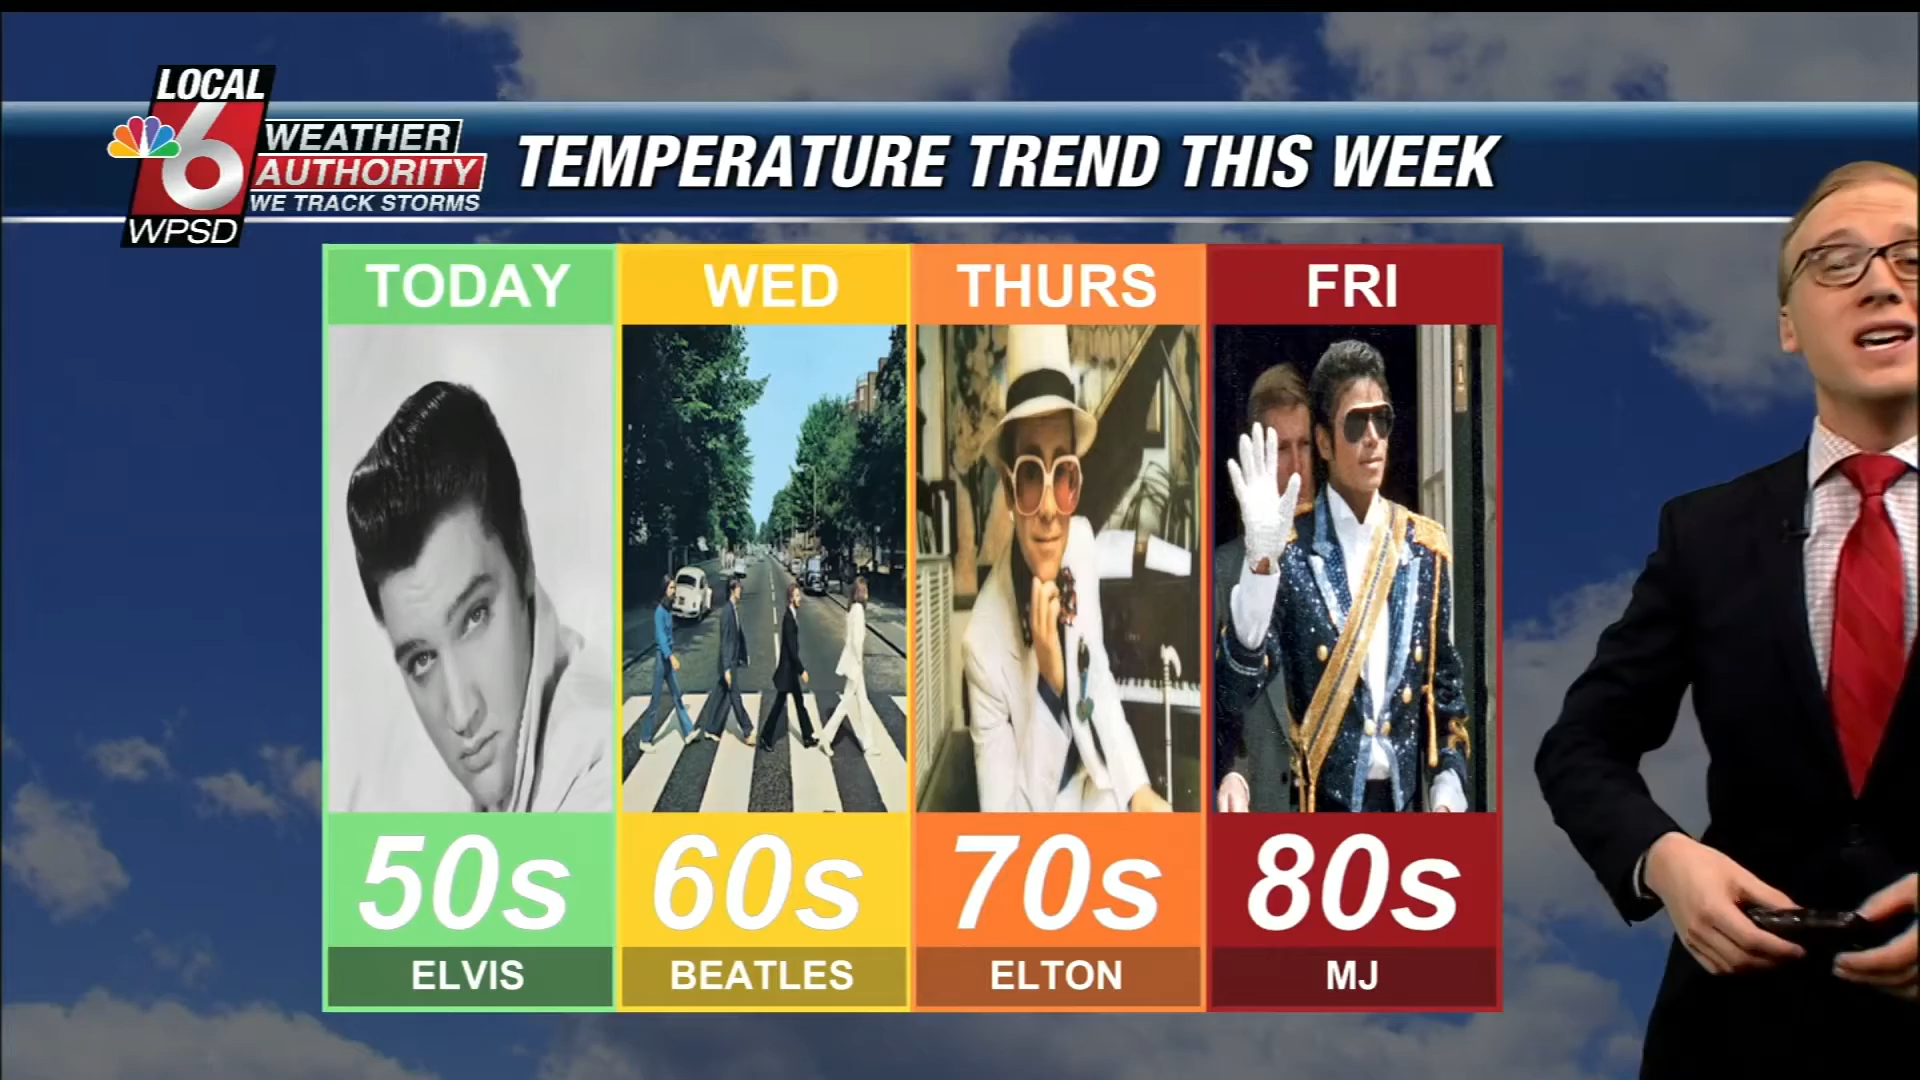 LOCAL
6
WPSD
WEATHER
AUTHORITY
WE TRACK STORMS
TEMPERATURE TREND THIS WEEK
TODAY
50s
ELVIS
WED
60s
BEATLES
THURS
70s
ELTON
FRI
80s
MJ